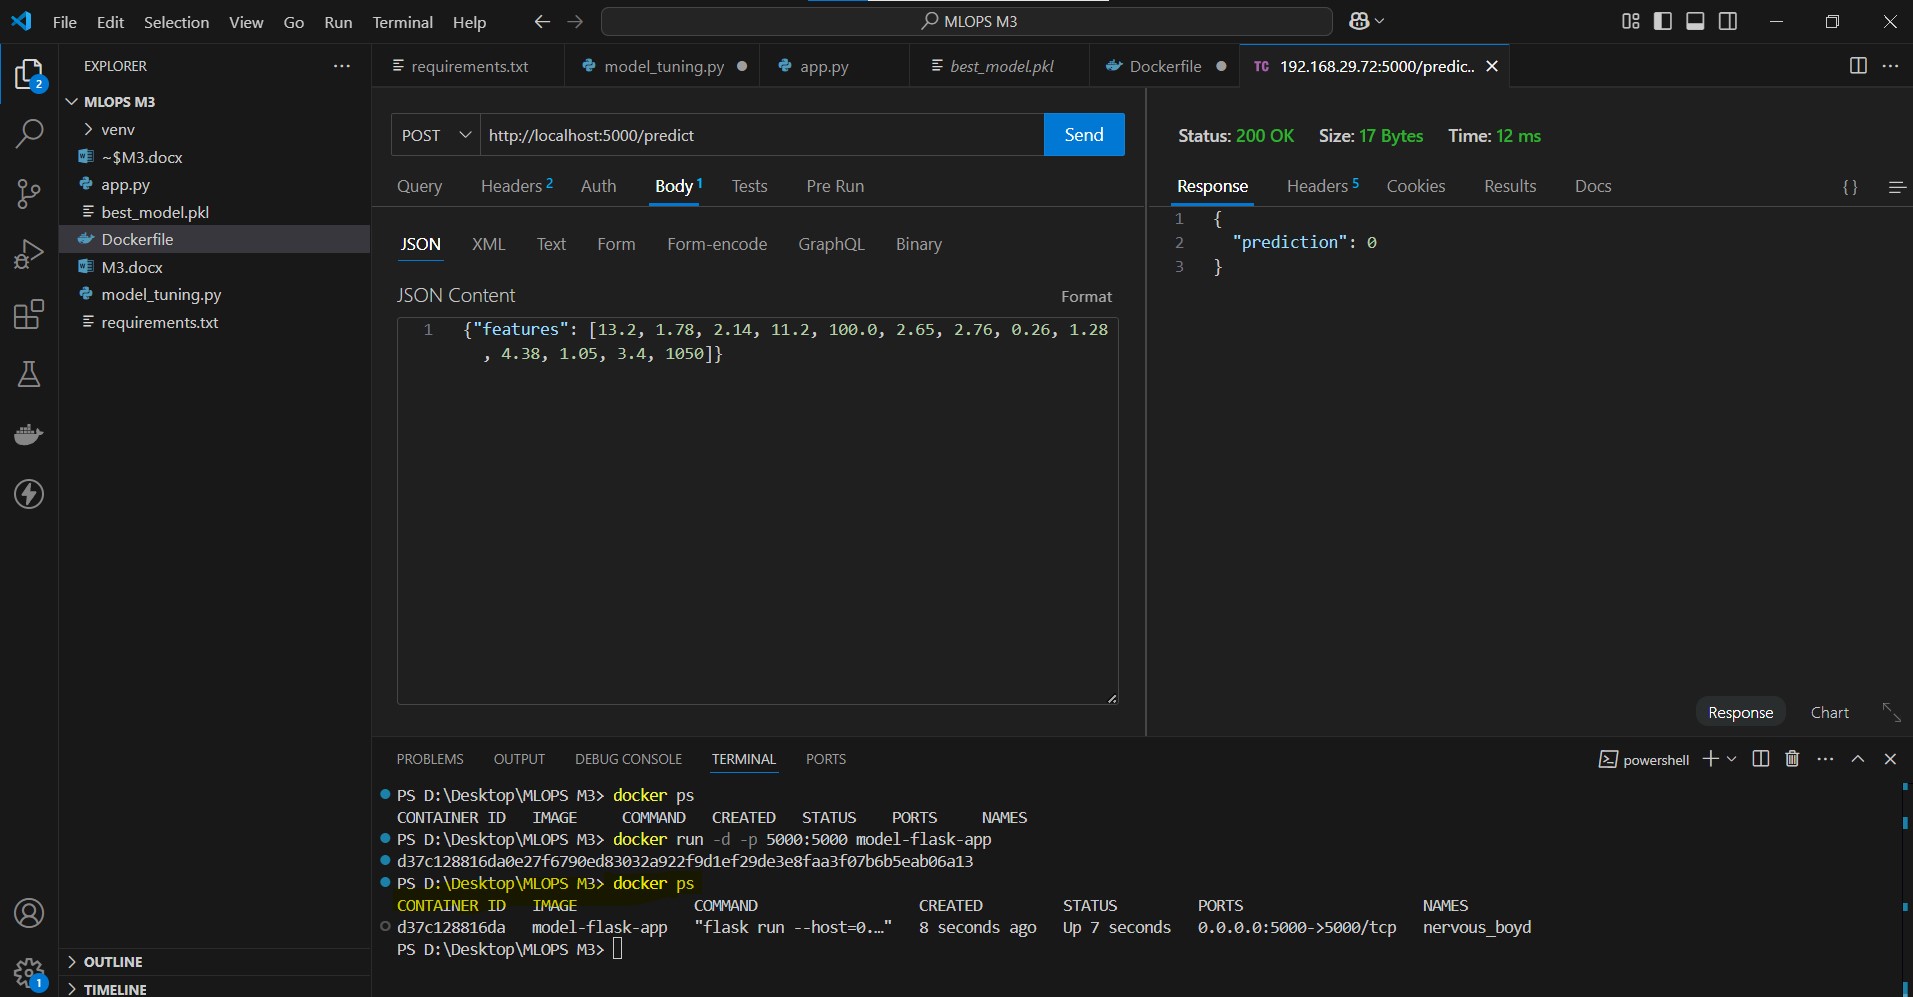 File Edit Selection View Go Run Terminal Help
MLOPS M3
EXPLORER
MLOPS M3
venv
~$M3.docx
app.py
best_model.pkl
Dockerfile
M3.docx
model_tuning.py
requirements.txt
OUTLINE
TIMELINE
2
1
requirements.txt model_tuning.py app.py best_model.pkl Dockerfile TC 192.168.29.72:5000/predic..
POST http://localhost:5000/predict Send
Query Headers 2 Auth Body 1 Tests Pre Run
JSON XML Text Form Form-encode GraphQL Binary
JSON Content Format
1 {"features": [13.2, 1.78, 2.14, 11.2, 100.0, 2.65, 2.76, 0.26, 1.28
, 4.38, 1.05, 3.4, 1050]}
Status: 200 OK Size: 17 Bytes Time: 12 ms
Response Headers 5 Cookies Results Docs { }
1 {
2 "prediction": 0
3 }
Response Chart
PROBLEMS OUTPUT DEBUG CONSOLE TERMINAL PORTS powershell
PS D:\Desktop\MLOPS M3> docker ps
CONTAINER ID IMAGE COMMAND CREATED STATUS PORTS NAMES
PS D:\Desktop\MLOPS M3> docker run -d -p 5000:5000 model-flask-app
d37c128816da0e27f6790ed83032a922f9d1ef29de3e8faa3f07b6b5eab06a13
PS D:\Desktop\MLOPS M3> docker ps
CONTAINER ID IMAGE COMMAND CREATED STATUS PORTS NAMES
d37c128816da model-flask-app "flask run --host=0.…" 8 seconds ago Up 7 seconds 0.0.0.0:5000->5000/tcp nervous_boyd
PS D:\Desktop\MLOPS M3>